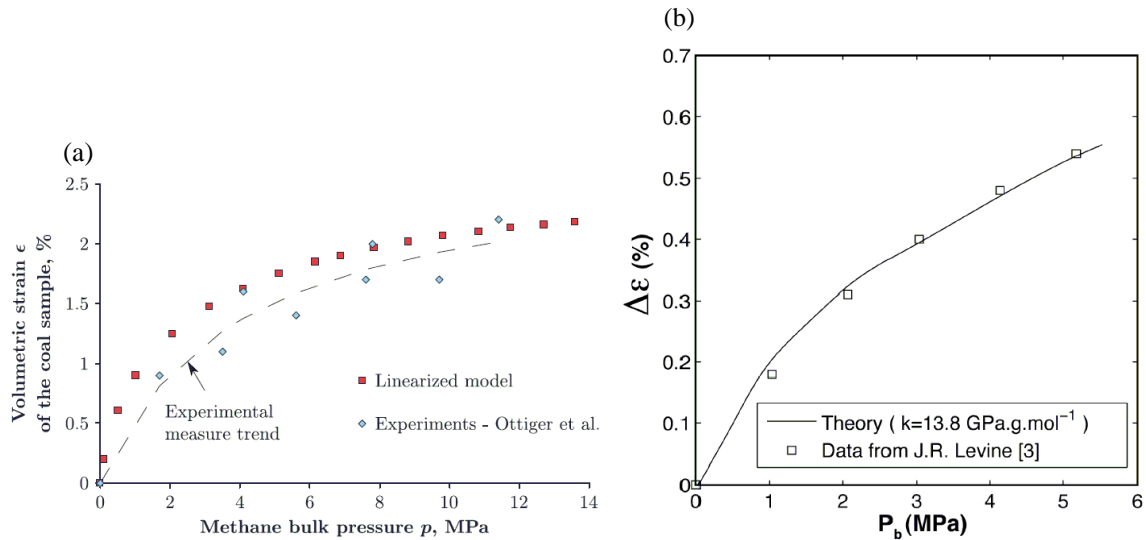 (a)
Volumetric strain ϵ
of the coal sample, %
2.5
2
1.5
1
0.5
0
Experimental
measure trend
Linearized model
Experiments - Ottiger et al.
0 2 4 6 8 10 12 14
Methane bulk pressure p, MPa
(b)
Δε (%)
0.7
0.6
0.5
0.4
0.3
0.2
0.1
0
Theory ( k=13.8 GPa.g.mol⁻¹ )
Data from J.R. Levine [3]
0 1 2 3 4 5 6
P_b (MPa)